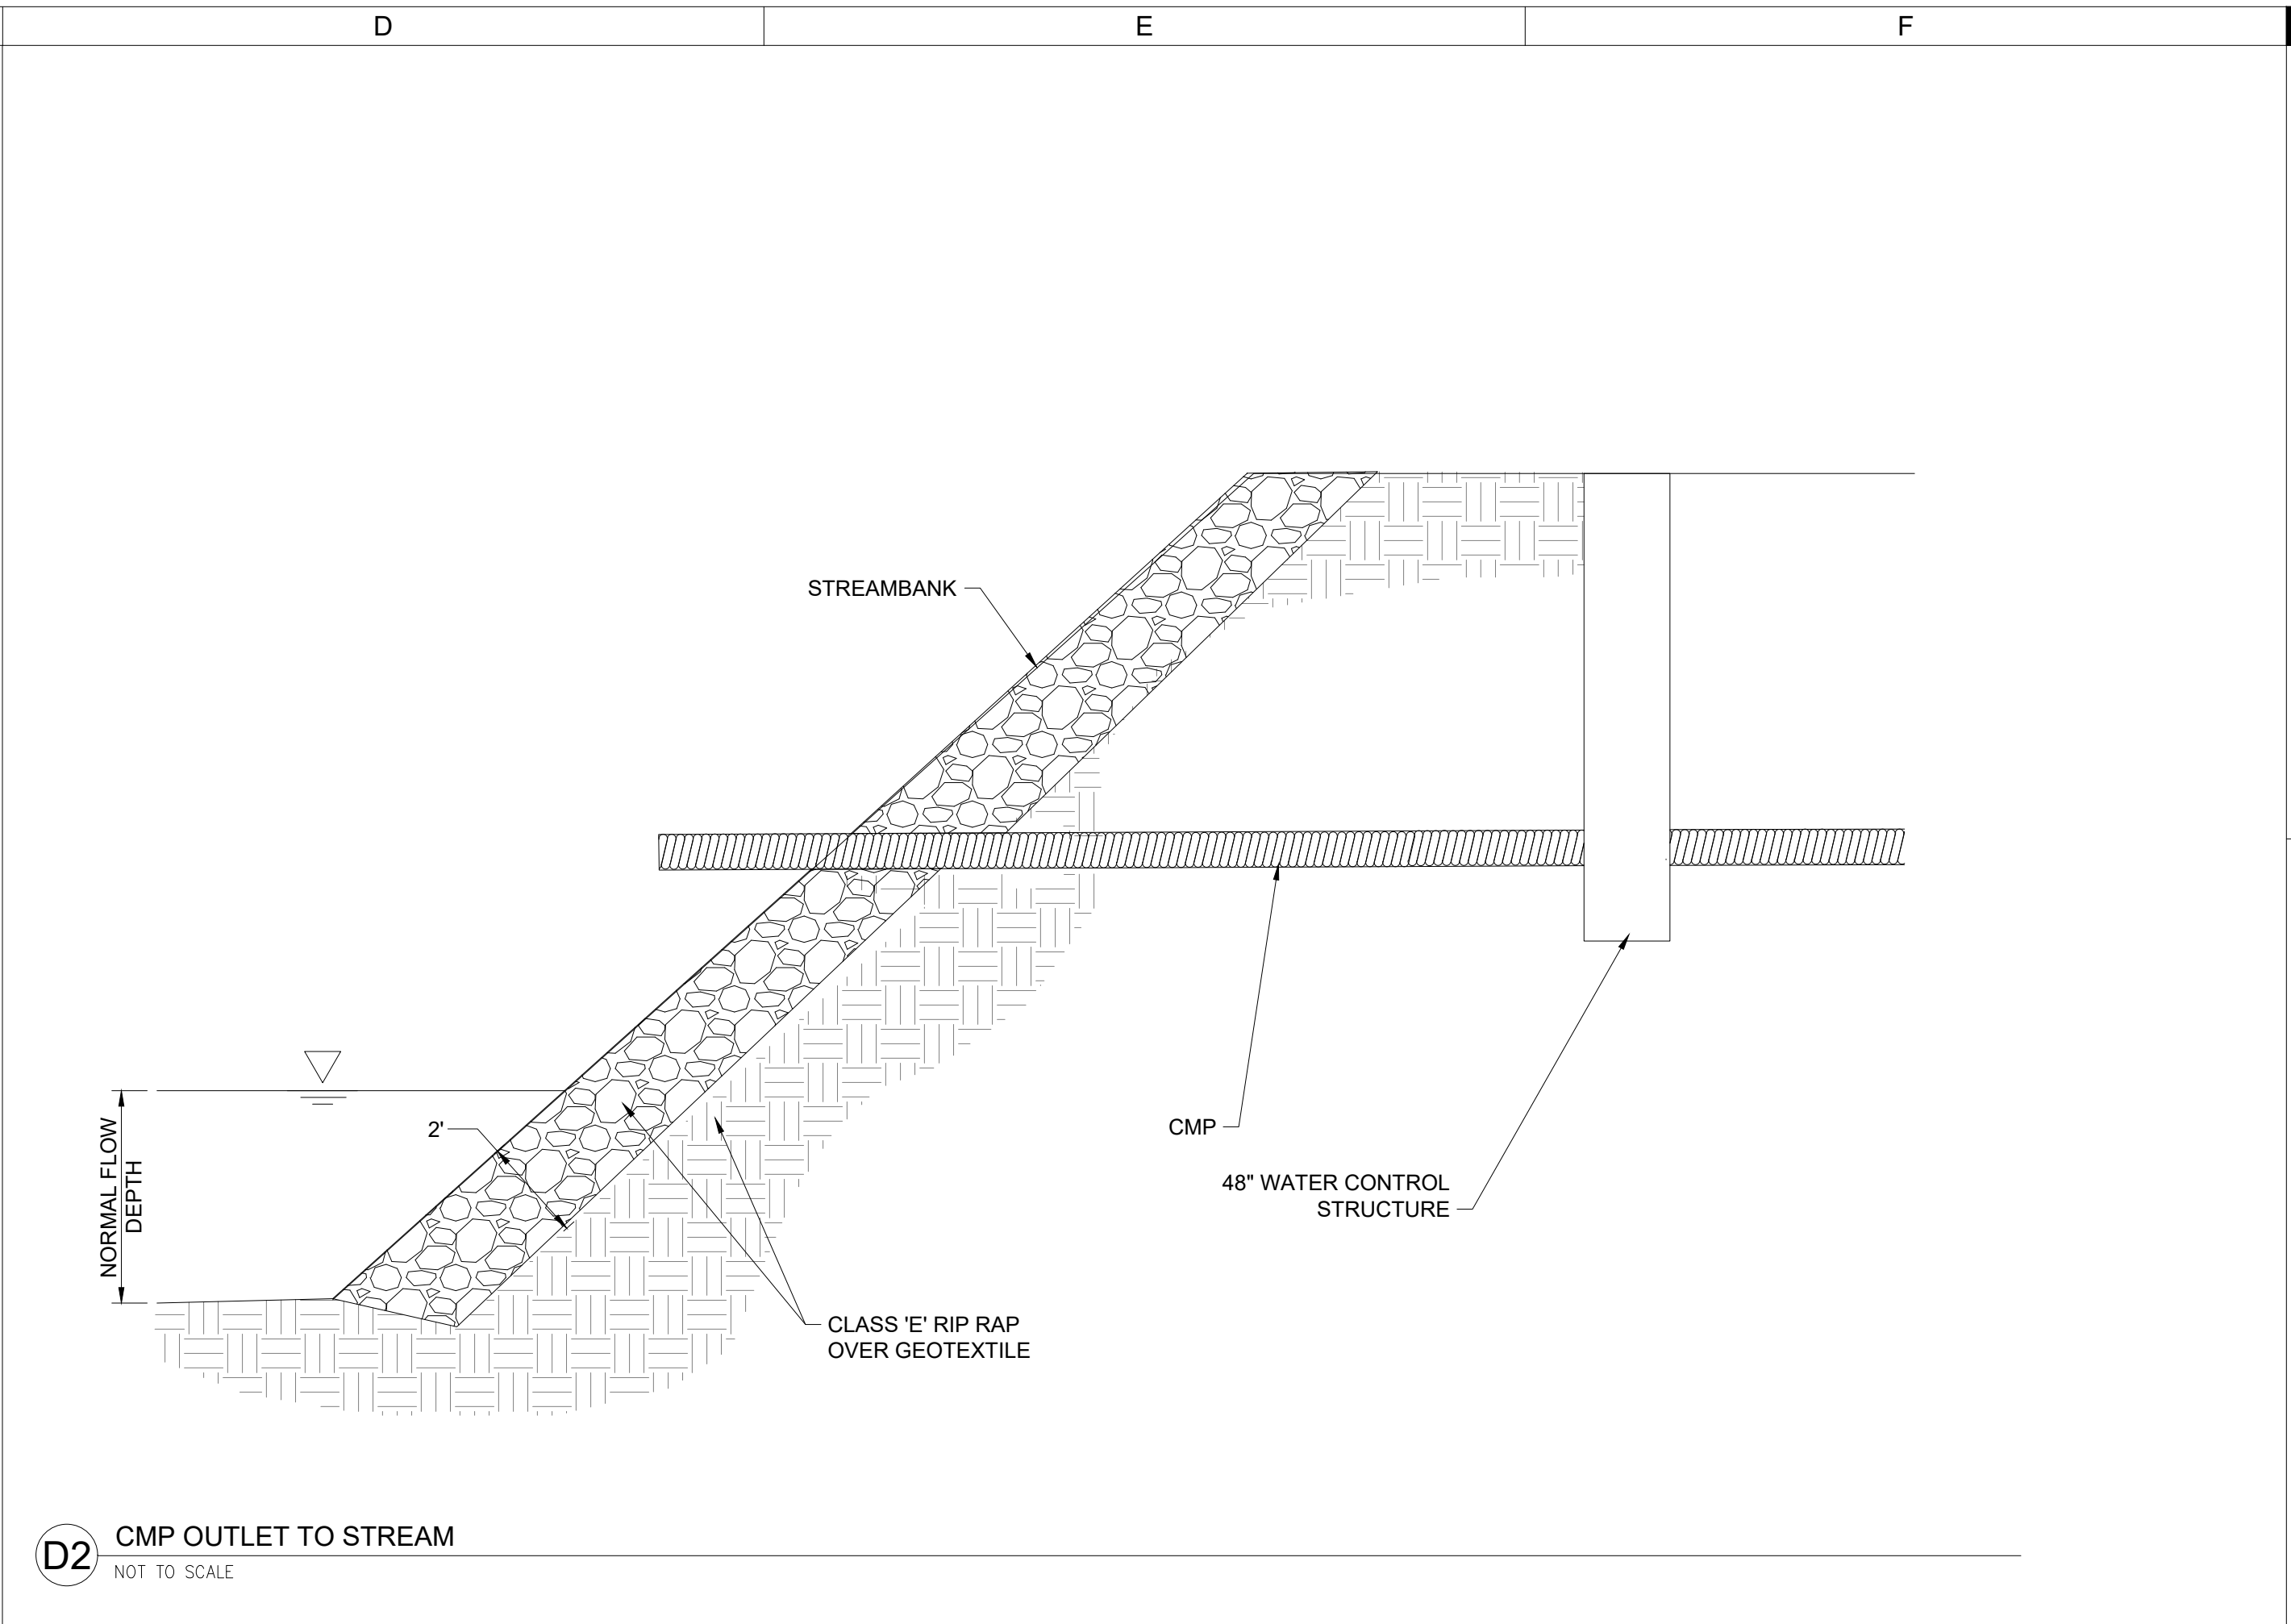 D
E
F
STREAMBANK
2'
NORMAL FLOW
DEPTH
CMP
48" WATER CONTROL
STRUCTURE
CLASS 'E' RIP RAP
OVER GEOTEXTILE
D2
CMP OUTLET TO STREAM
NOT TO SCALE